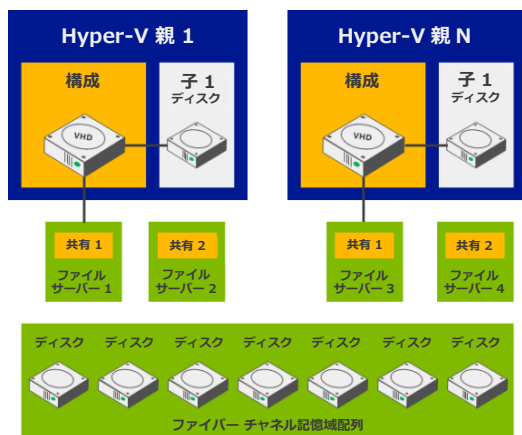 Hyper-V 親 1
Hyper-V 親 N
構成
子 1
ディスク
VHD
構成
子 1
ディスク
VHD
共有 1
共有 2
共有 1
共有 2
ファイル
サーバー 1
ファイル
サーバー 2
ファイル
サーバー 3
ファイル
サーバー 4
ディスク
ディスク
ディスク
ディスク
ディスク
ディスク
ディスク
ファイバー チャネル記憶域配列